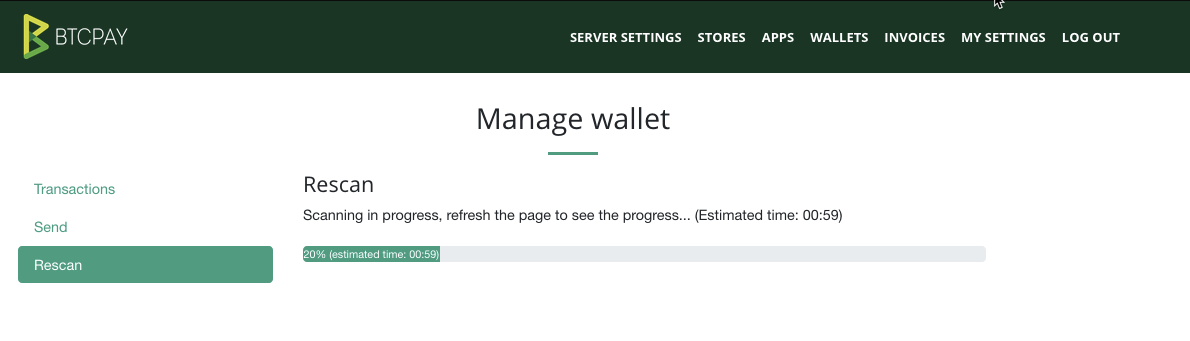 BTCPAY
SERVER SETTINGS STORES APPS WALLETS INVOICES MY SETTINGS LOG OUT
Manage wallet
Transactions
Send
Rescan
Rescan
Scanning in progress, refresh the page to see the progress... (Estimated time: 00:59)
20% (estimated time: 00:59)